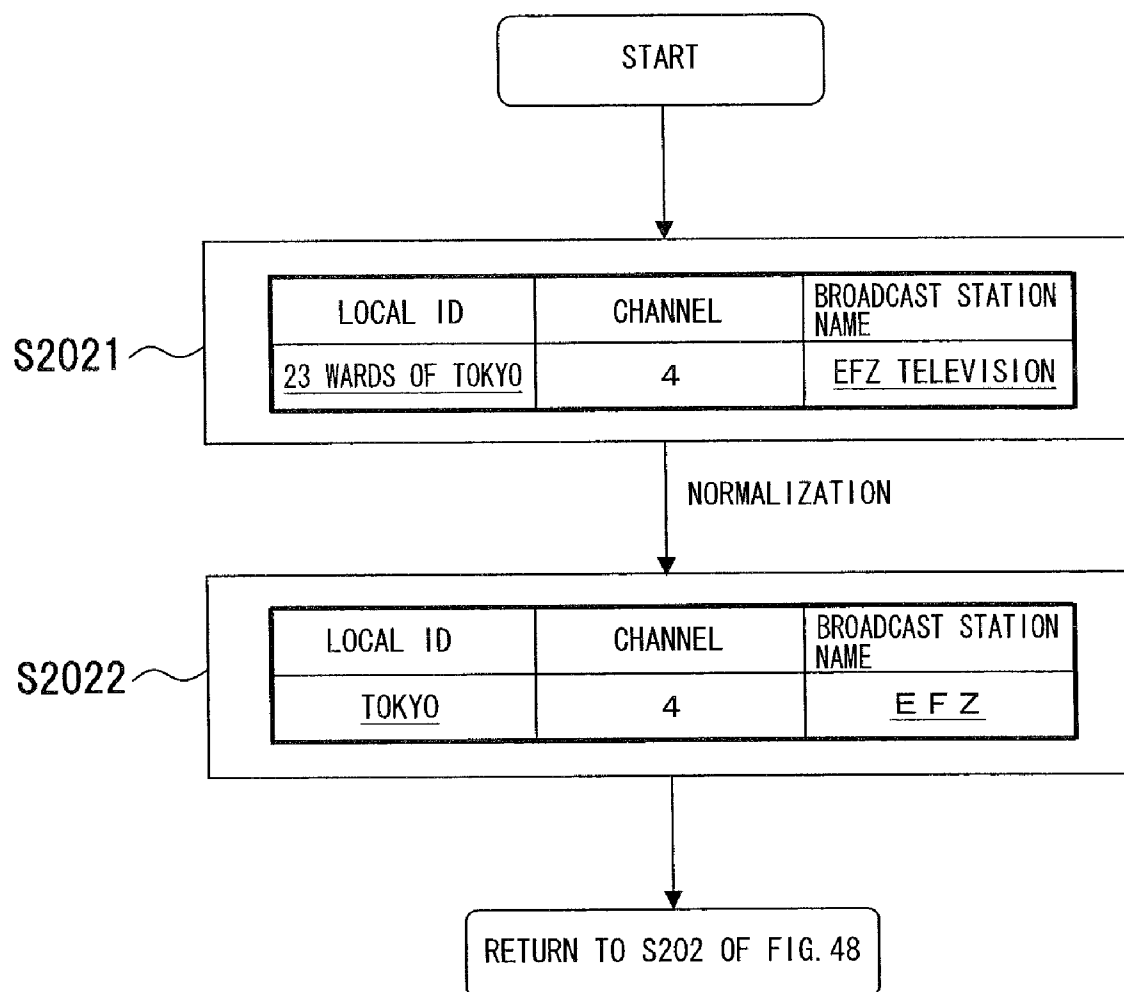 START
LOCAL ID
CHANNEL
BROADCAST STATION
NAME
S2021
23 WARDS OF TOKYO
4
EFZ TELEVISION
NORMALIZATION
LOCAL ID
CHANNEL
BROADCAST STATION
NAME
S2022
TOKYO
4
EFZ
RETURN TO S202 OF FIG. 48